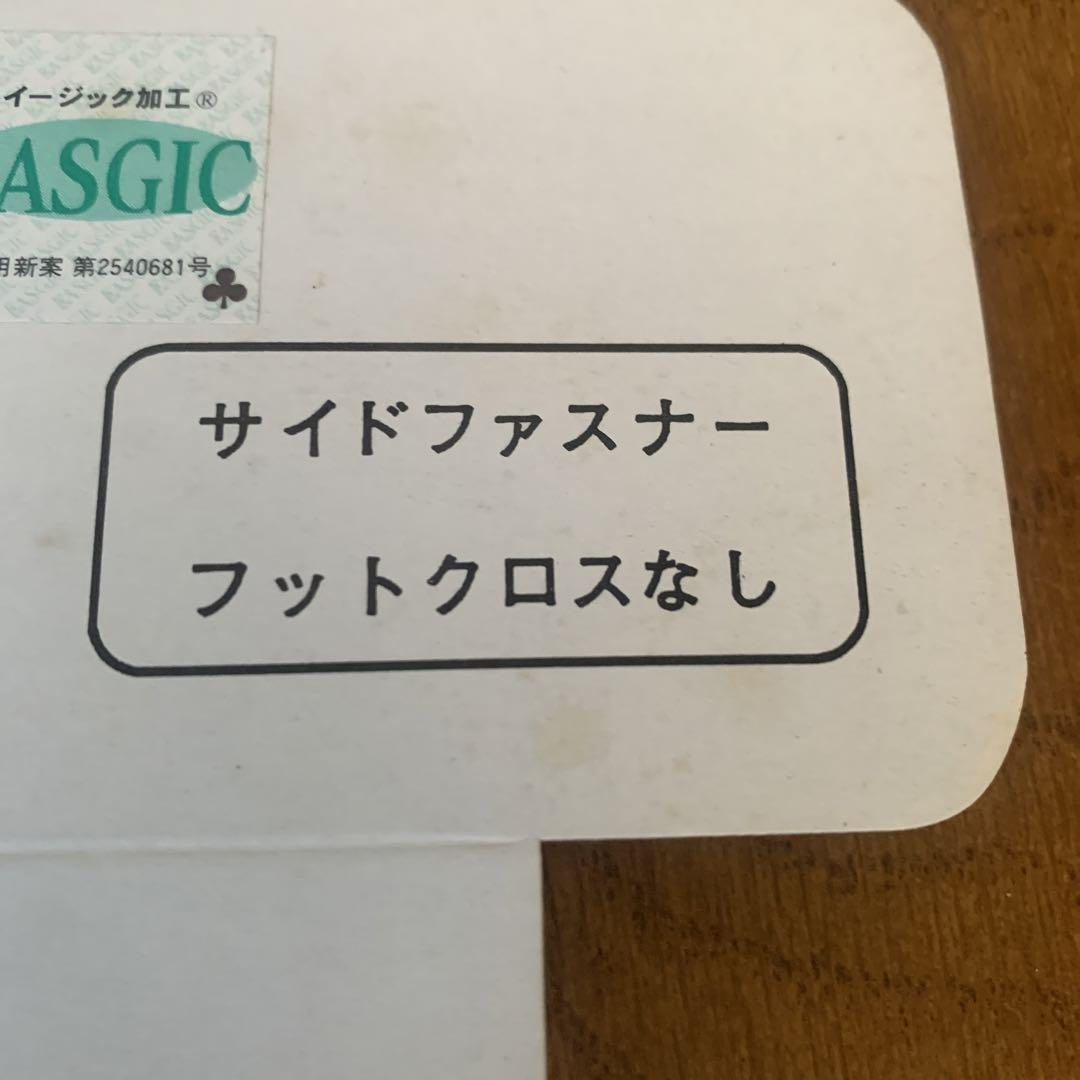 イージック加工®
ASGIC
用新案 第2540681号
サイドファスナー
フットクロスなし